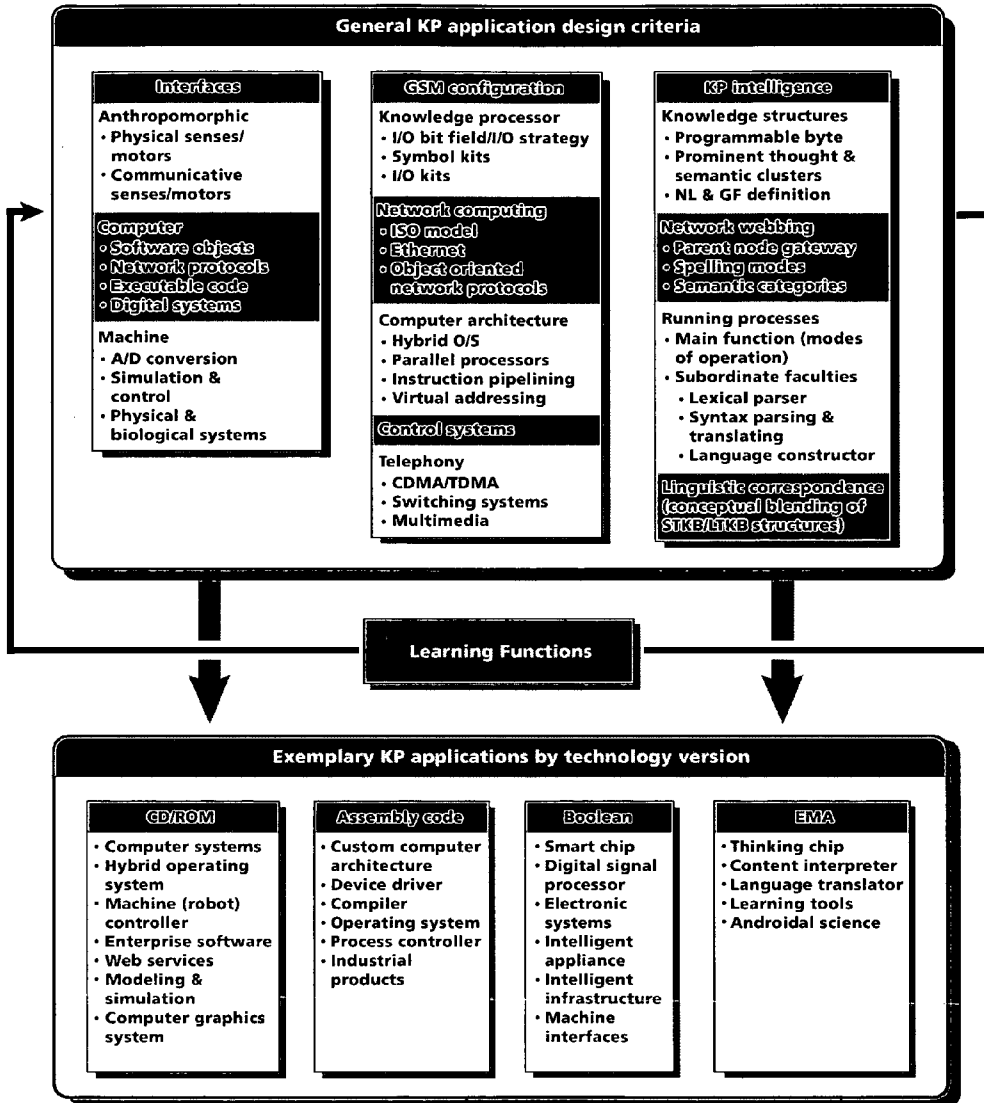 General KP application design criteria
Interfaces
Anthropomorphic
• Physical senses/
motors
• Communicative
senses/motors
Computer
• Software objects
• Network protocols
• Executable code
• Digital systems
Machine
• A/D conversion
• Simulation &
control
• Physical &
biological systems
GSM configuration
Knowledge processor
• I/O bit field/I/O strategy
• Symbol kits
• I/O kits
Network computing
• ISO model
• Ethernet
• Object oriented
network protocols
Computer architecture
• Hybrid O/S
• Parallel processors
• Instruction pipelining
• Virtual addressing
Control systems
Telephony
• CDMA/TDMA
• Switching systems
• Multimedia
KP intelligence
Knowledge structures
• Programmable byte
• Prominent thought &
semantic clusters
• NL & GF definition
Network webbing
• Parent node gateway
• Spelling modes
• Semantic categories
Running processes
• Main function (modes
of operation)
• Subordinate faculties
• Lexical parser
• Syntax parsing &
translating
• Language constructor
Linguistic correspondence
(conceptual blending of
STKB/LTKB structures)
Learning Functions
Exemplary KP applications by technology version
CD/ROM
• Computer systems
• Hybrid operating
system
• Machine (robot)
controller
• Enterprise software
• Web services
• Modeling &
simulation
• Computer graphics
system
Assembly code
• Custom computer
architecture
• Device driver
• Compiler
• Operating system
• Process controller
• Industrial
products
Boolean
• Smart chip
• Digital signal
processor
• Electronic
systems
• Intelligent
appliance
• Intelligent
infrastructure
• Machine
interfaces
EMA
• Thinking chip
• Content interpreter
• Language translator
• Learning tools
• Androidal science